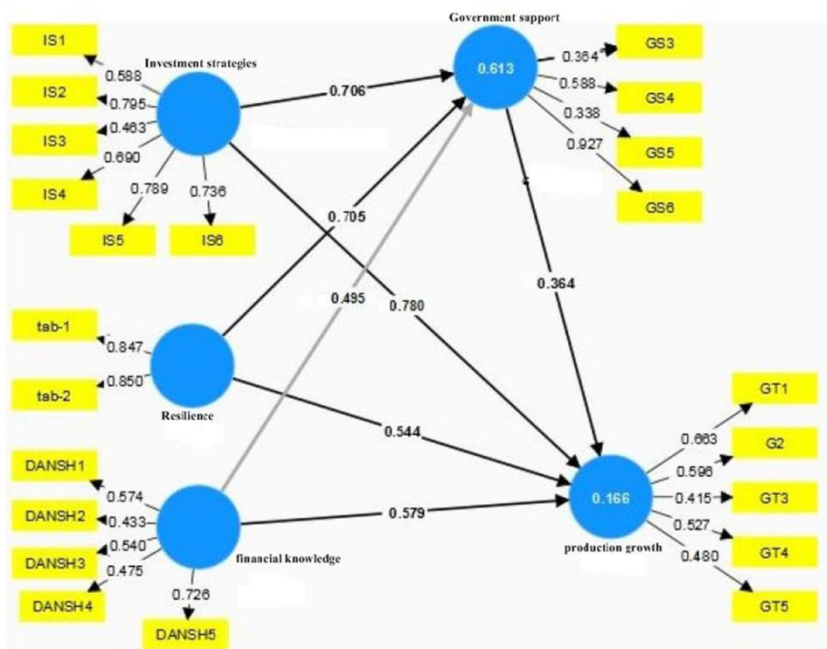 Government support
IS1
Investment strategies
0.588
0.364
GS3
0.613
IS2
0.795
0.706
0.588
GS4
0.463
0.338
IS3
0.690
0.927
GS5
IS4
0.789
0.736
GS6
IS5
IS6
0.705
0.495
0.780
0.364
tab-1
0.847
0.850
tab-2
GT1
Resilience
0.544
0.663
G2
DANSH1
0.596
0.574
0.166
0.415
GT3
DANSH2
0.433
0.579
0.527
0.540
production growth
GT4
DANSH3
financial knowledge
0.480
0.475
DANSH4
0.726
GT5
DANSH5